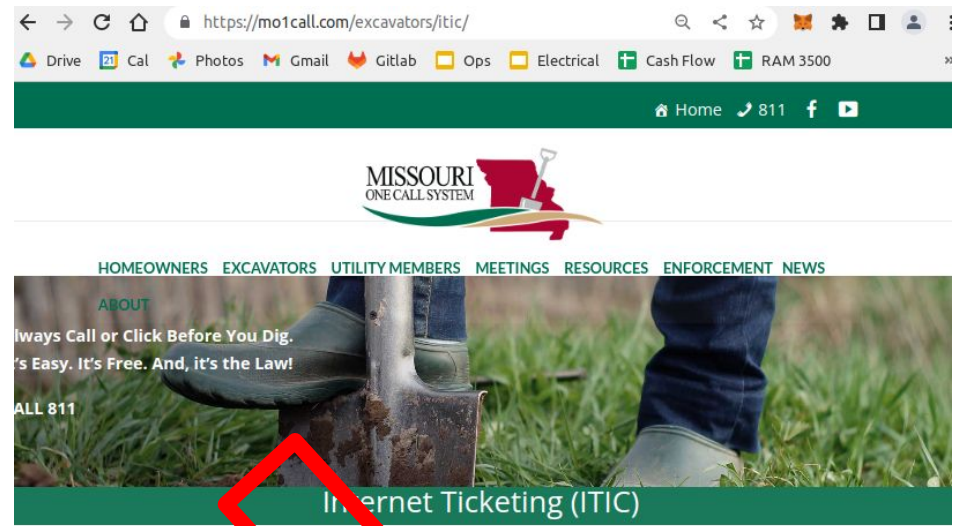 https://mo1call.com/excavators/itic/
Drive 21 Cal Photos Gmail Gitlab Ops Electrical Cash Flow RAM 3500 »
Home 811 f
MISSOURI
ONE CALL SYSTEM
HOMEOWNERS EXCAVATORS UTILITY MEMBERS MEETINGS RESOURCES ENFORCEMENT NEWS
ABOUT
lways Call or Click Before You Dig.
's Easy. It's Free. And, it's the Law!
ALL 811
Internet Ticketing (ITIC)